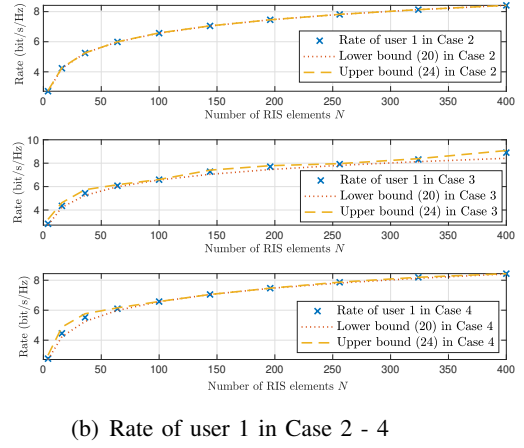 8
6
4
Rate (bit/s/Hz)
Rate of user 1 in Case 2
Lower bound (20) in Case 2
Upper bound (24) in Case 2
0 50 100 150 200 250 300 350 400
Number of RIS elements N
10
8
6
4
Rate (bit/s/Hz)
Rate of user 1 in Case 3
Lower bound (20) in Case 3
Upper bound (24) in Case 3
0 50 100 150 200 250 300 350 400
Number of RIS elements N
8
6
4
Rate (bit/s/Hz)
Rate of user 1 in Case 4
Lower bound (20) in Case 4
Upper bound (24) in Case 4
0 50 100 150 200 250 300 350 400
Number of RIS elements N
(b) Rate of user 1 in Case 2 - 4